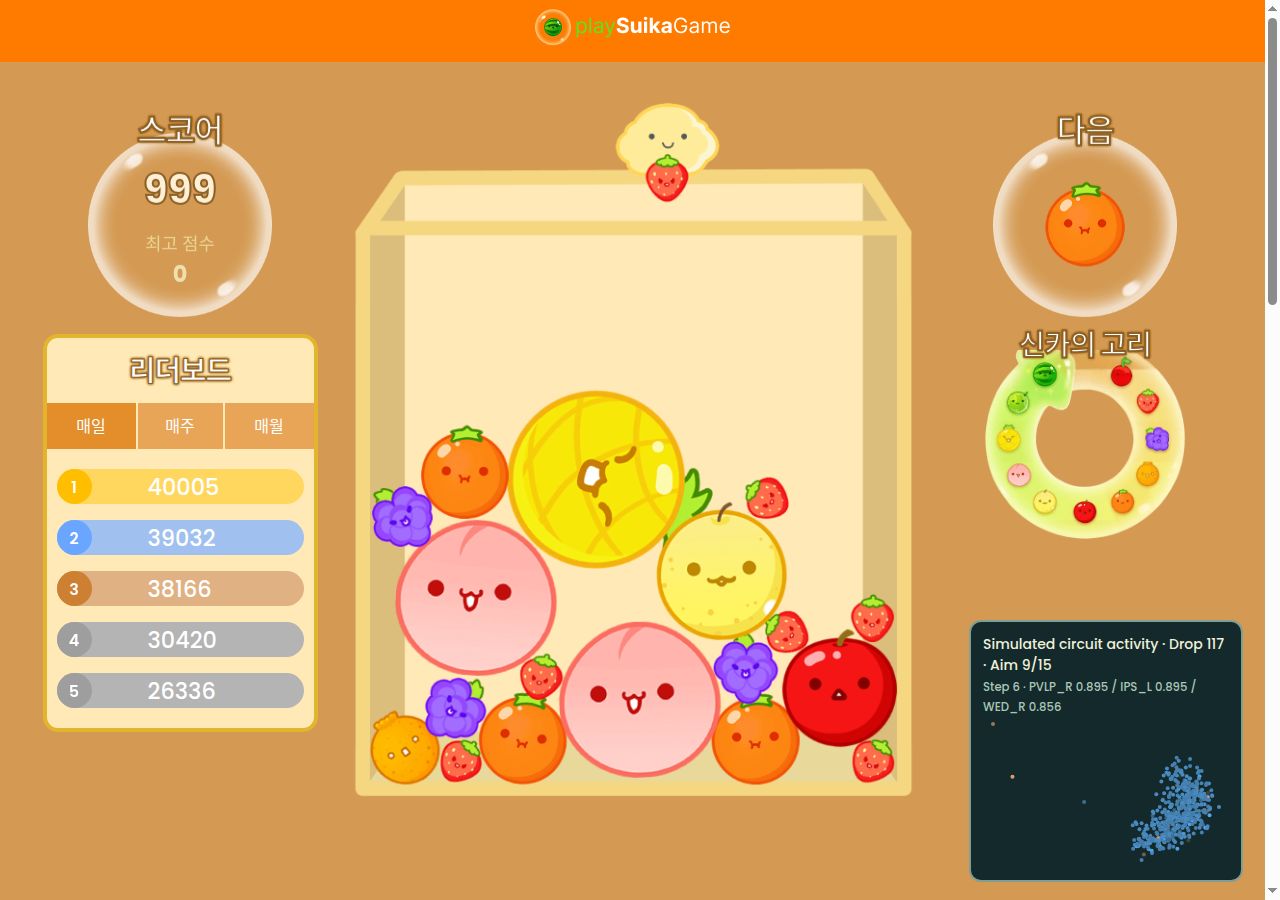 playSuikaGame
스코어
999
최고 점수
0
리더보드
매일 매주 매월
1 40005
2 39032
3 38166
4 30420
5 26336
다음
신카의 고리
Simulated circuit activity · Drop 117
· Aim 9/15
Step 6 · PVLP_R 0.895 / IPS_L 0.895 /
WED_R 0.856